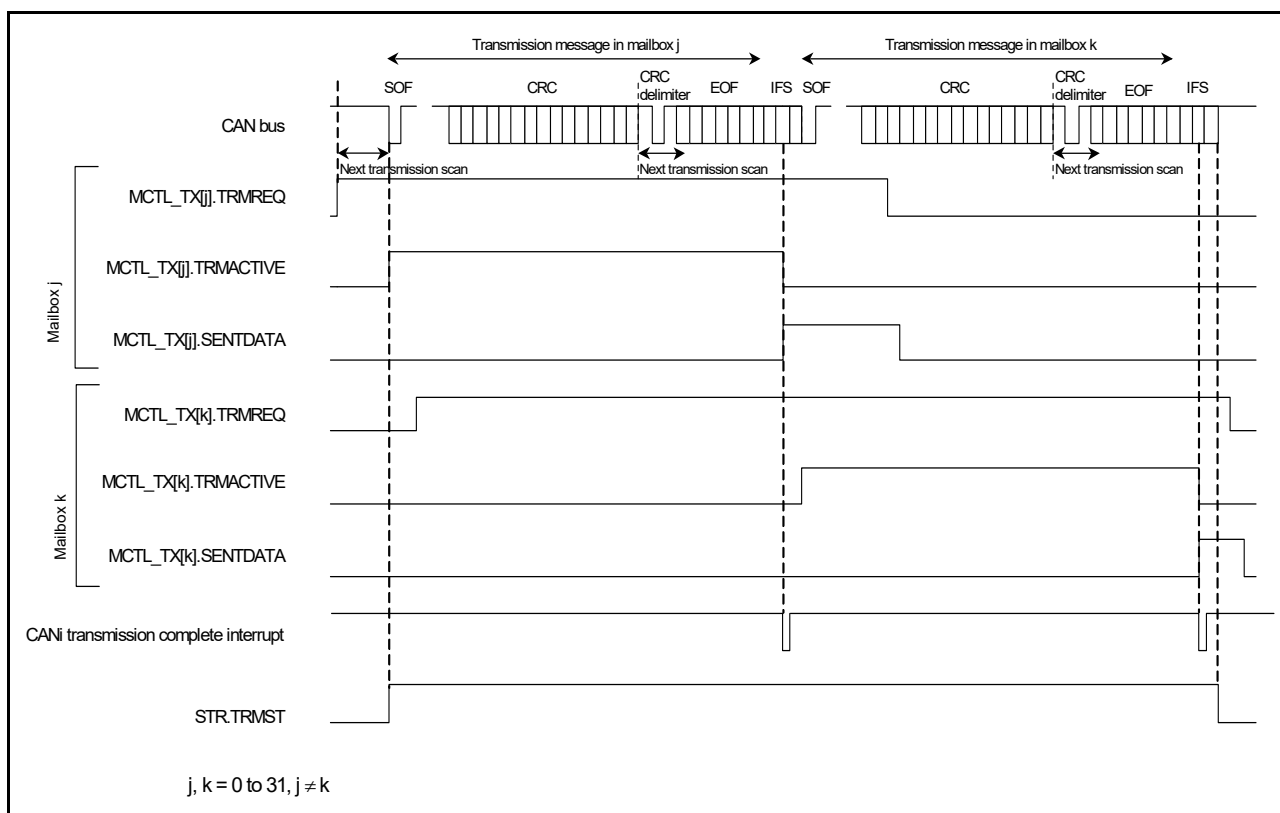 Transmission message in mailbox j
Transmission message in mailbox k
SOF
CRC
CRC
delimiter
EOF
IFS
SOF
CRC
CRC
delimiter
EOF
IFS
CAN bus
Next transmission scan
Next transmission scan
Next transmission scan
Mailbox j
MCTL_TX[j].TRMREQ
MCTL_TX[j].TRMACTIVE
MCTL_TX[j].SENTDATA
Mailbox k
MCTL_TX[k].TRMREQ
MCTL_TX[k].TRMACTIVE
MCTL_TX[k].SENTDATA
CANi transmission complete interrupt
STR.TRMST
j, k = 0 to 31, j ≠ k